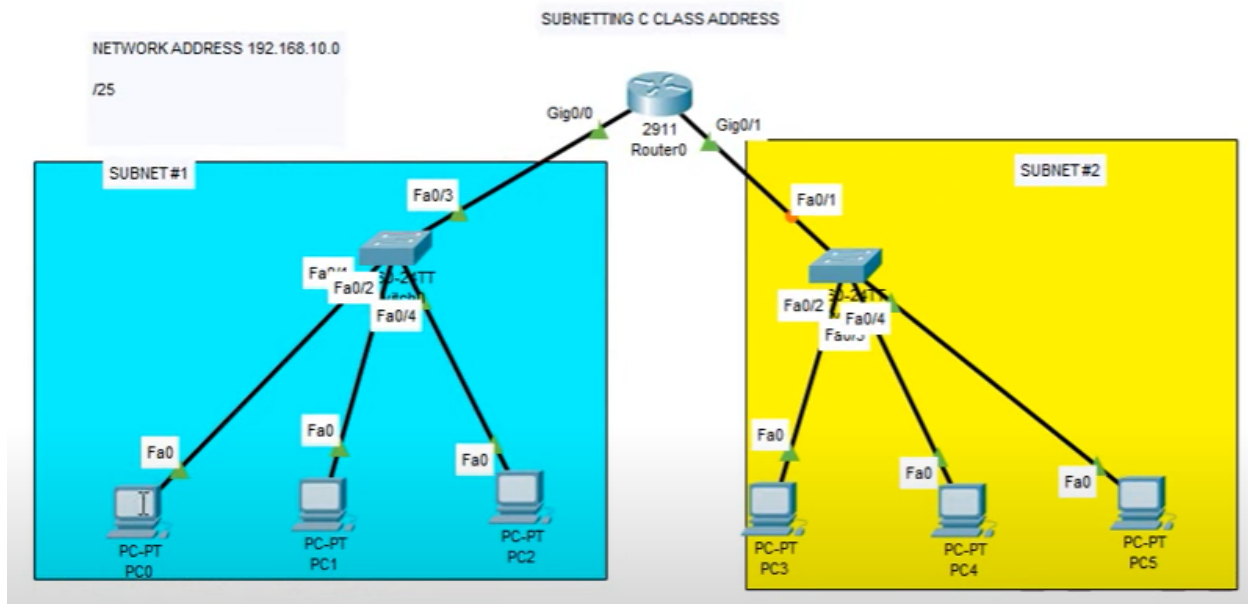 SUBNETTING C CLASS ADDRESS
NETWORK ADDRESS 192.168.10.0
/25
Gig0/0
2911
Router0
Gig0/1
SUBNET #1
SUBNET #2
Fa0/3
Fa0/1
Fa0/2
Fa0/4
Fa0/2
Fa0/4
Fa0
Fa0
Fa0
Fa0
Fa0
Fa0
PC-PT
PC0
PC-PT
PC1
PC-PT
PC2
PC-PT
PC3
PC-PT
PC4
PC-PT
PC5